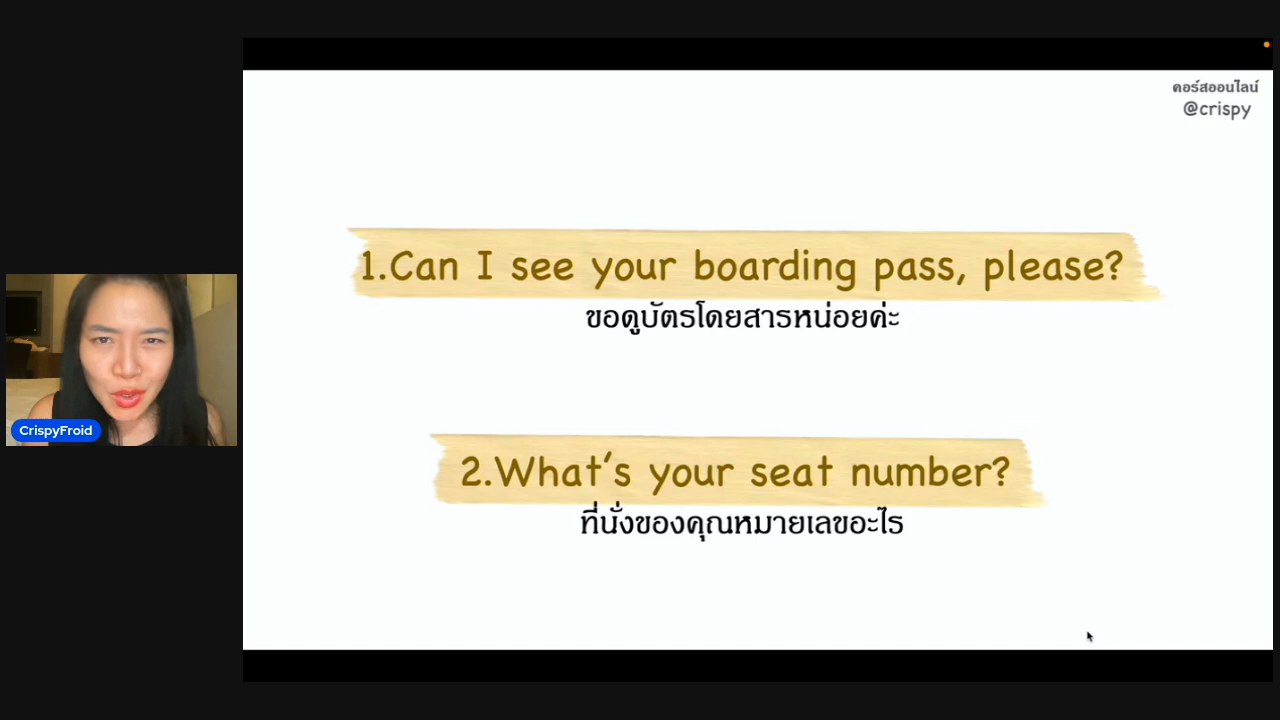 คอร์สออนไลน์
@crispy
1.Can I see your boarding pass, please?
ขอดูบัตรโดยสารหน่อยค่ะ
2.What's your seat number?
ที่นั่งของคุณหมายเลขอะไร
CrispyFroid